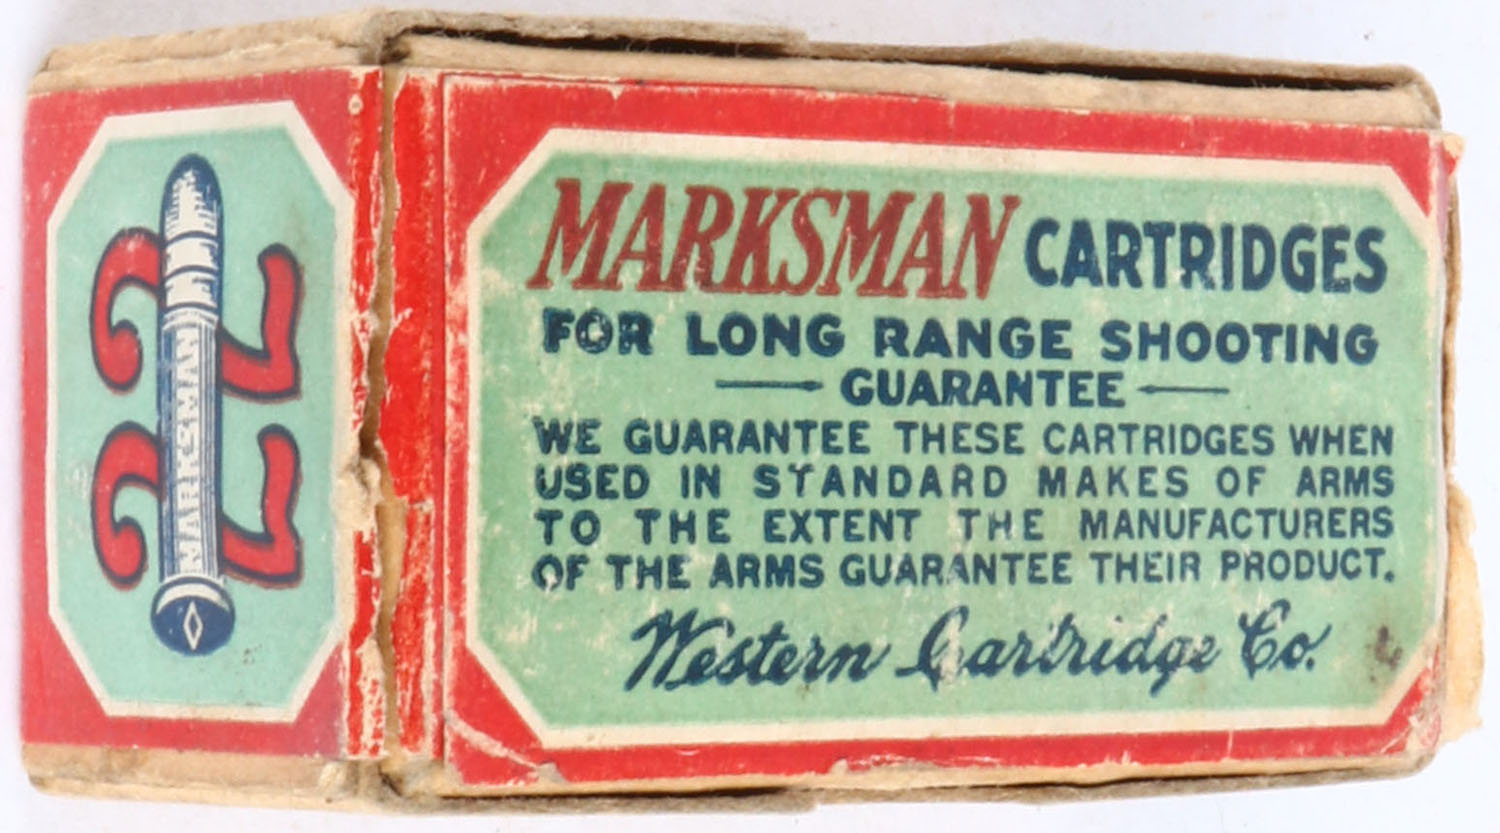 22
MARKSMAN
MARKSMAN CARTRIDGES
FOR LONG RANGE SHOOTING
GUARANTEE
WE GUARANTEE THESE CARTRIDGES WHEN
USED IN STANDARD MAKES OF ARMS
TO THE EXTENT THE MANUFACTURERS
OF THE ARMS GUARANTEE THEIR PRODUCT.
Western Cartridge Co.